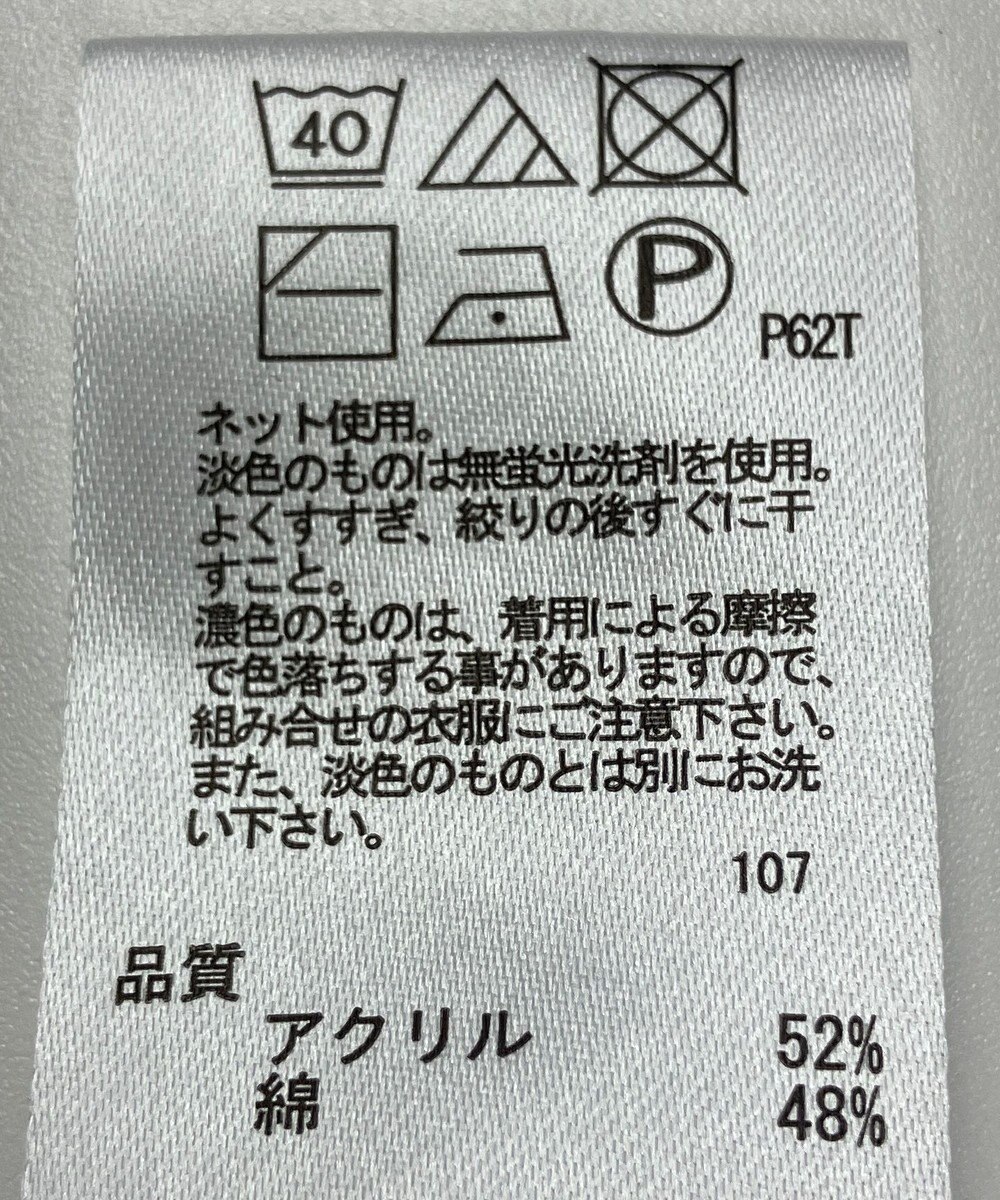 40
P
P62T
ネット使用。
淡色のものは無蛍光洗剤を使用。
よくすすぎ、絞りの後すぐに干
すこと。
濃色のものは、着用による摩擦
で色落ちする事がありますので、
組み合せの衣服にご注意下さい。
また、淡色のものとは別にお洗
い下さい。
107
品質
アクリル 52%
綿 48%